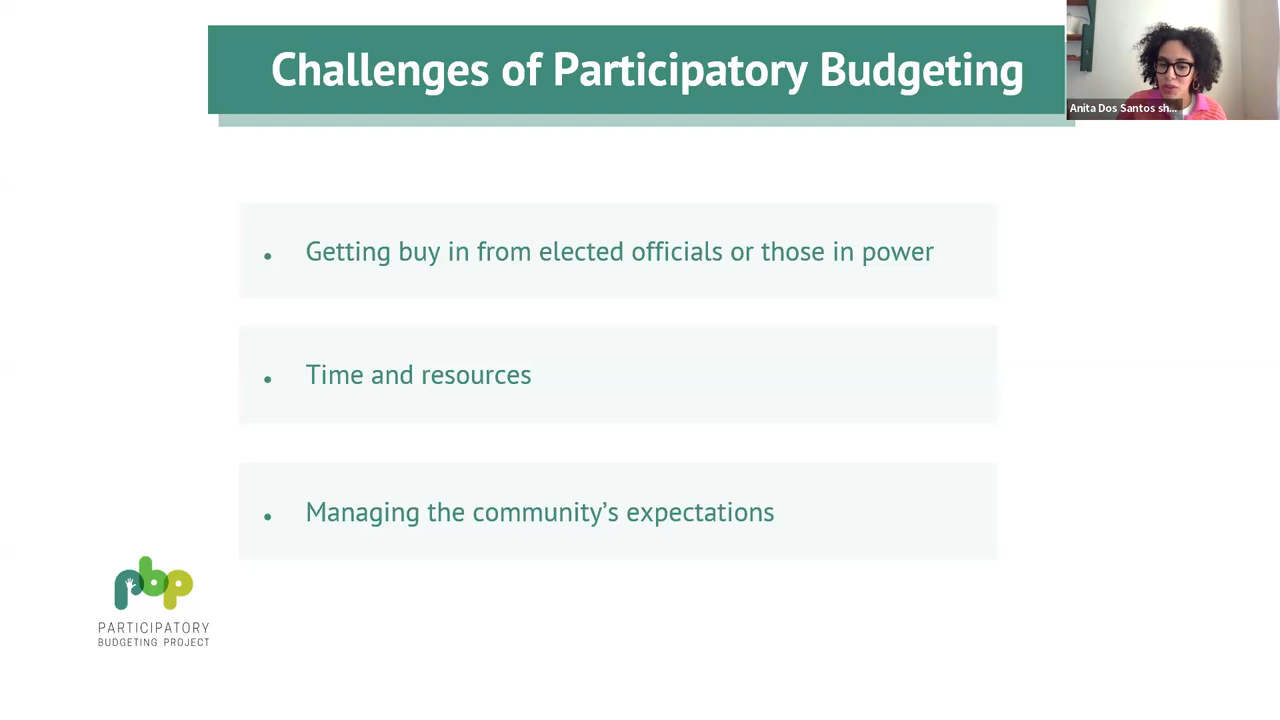 Challenges of Participatory Budgeting
Anita Dos Santos sh...
• Getting buy in from elected officials or those in power
• Time and resources
• Managing the community’s expectations
pbp
PARTICIPATORY
BUDGETING PROJECT